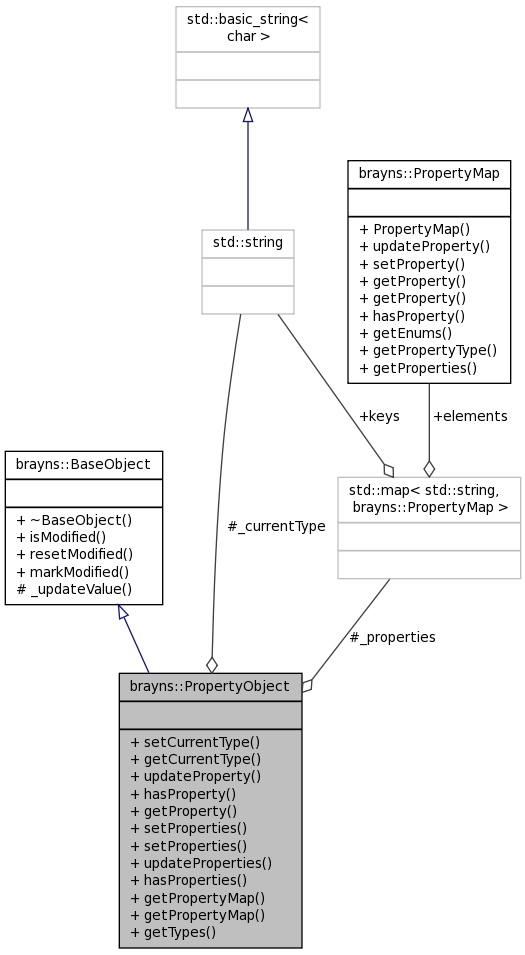 std::basic_string<
char >
brayns::PropertyMap
+ PropertyMap()
+ updateProperty()
+ setProperty()
+ getProperty()
+ getProperty()
+ hasProperty()
+ getEnums()
+ getPropertyType()
+ getProperties()
std::string
+keys
+elements
brayns::BaseObject
+ ~BaseObject()
+ isModified()
+ resetModified()
+ markModified()
# _updateValue()
std::map< std::string,
brayns::PropertyMap >
#_currentType
#_properties
brayns::PropertyObject
+ setCurrentType()
+ getCurrentType()
+ updateProperty()
+ hasProperty()
+ getProperty()
+ setProperties()
+ setProperties()
+ updateProperties()
+ hasProperties()
+ getPropertyMap()
+ getPropertyMap()
+ getTypes()